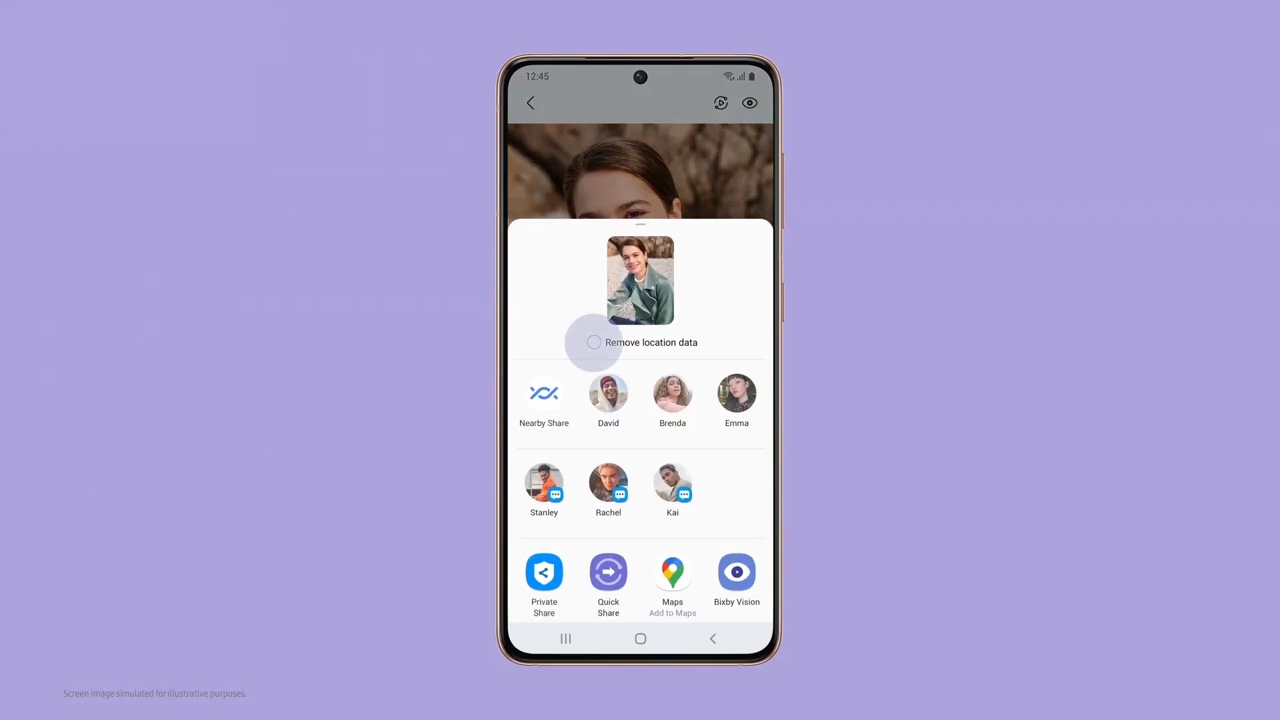 12:45
Remove location data
Nearby Share
David
Brenda
Emma
Stanley
Rachel
Kai
Private
Share
Quick
Share
Maps
Add to Maps
Bixby Vision
Screen image simulated for illustrative purposes.